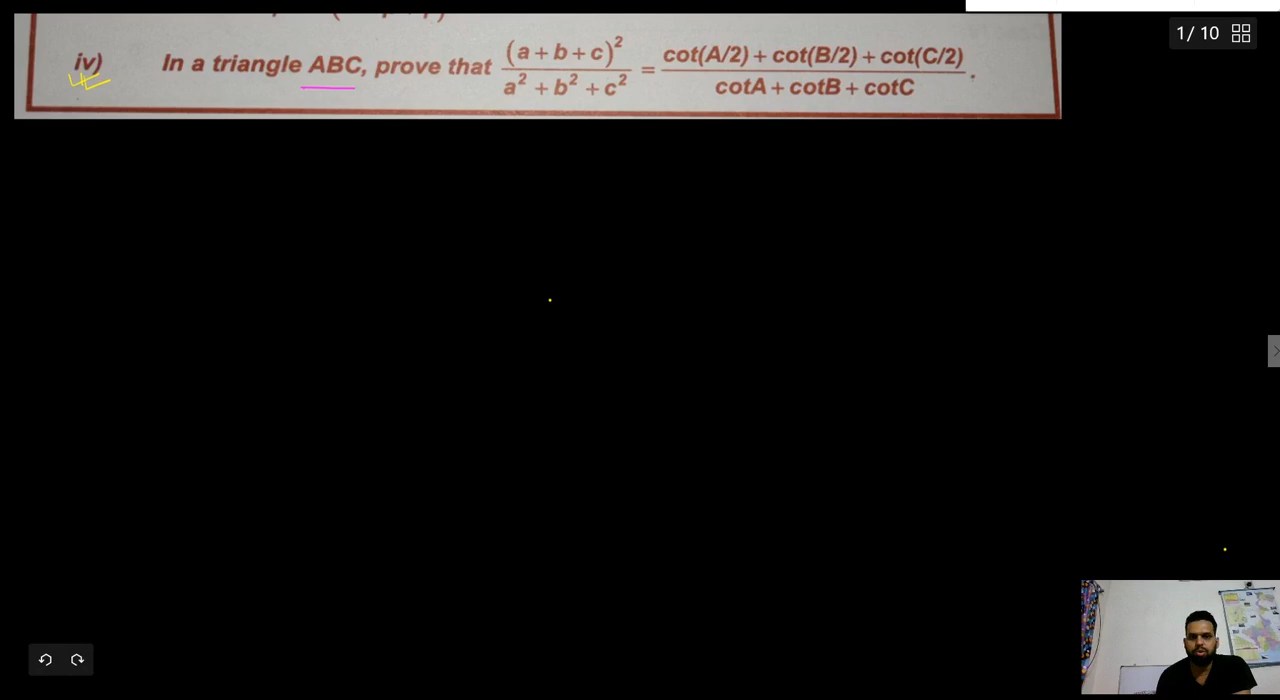 1/ 10
iv) In a triangle ABC, prove that (a+b+c)² / a² + b² + c² = cot(A/2) + cot(B/2) + cot(C/2) / cotA + cotB + cotC .